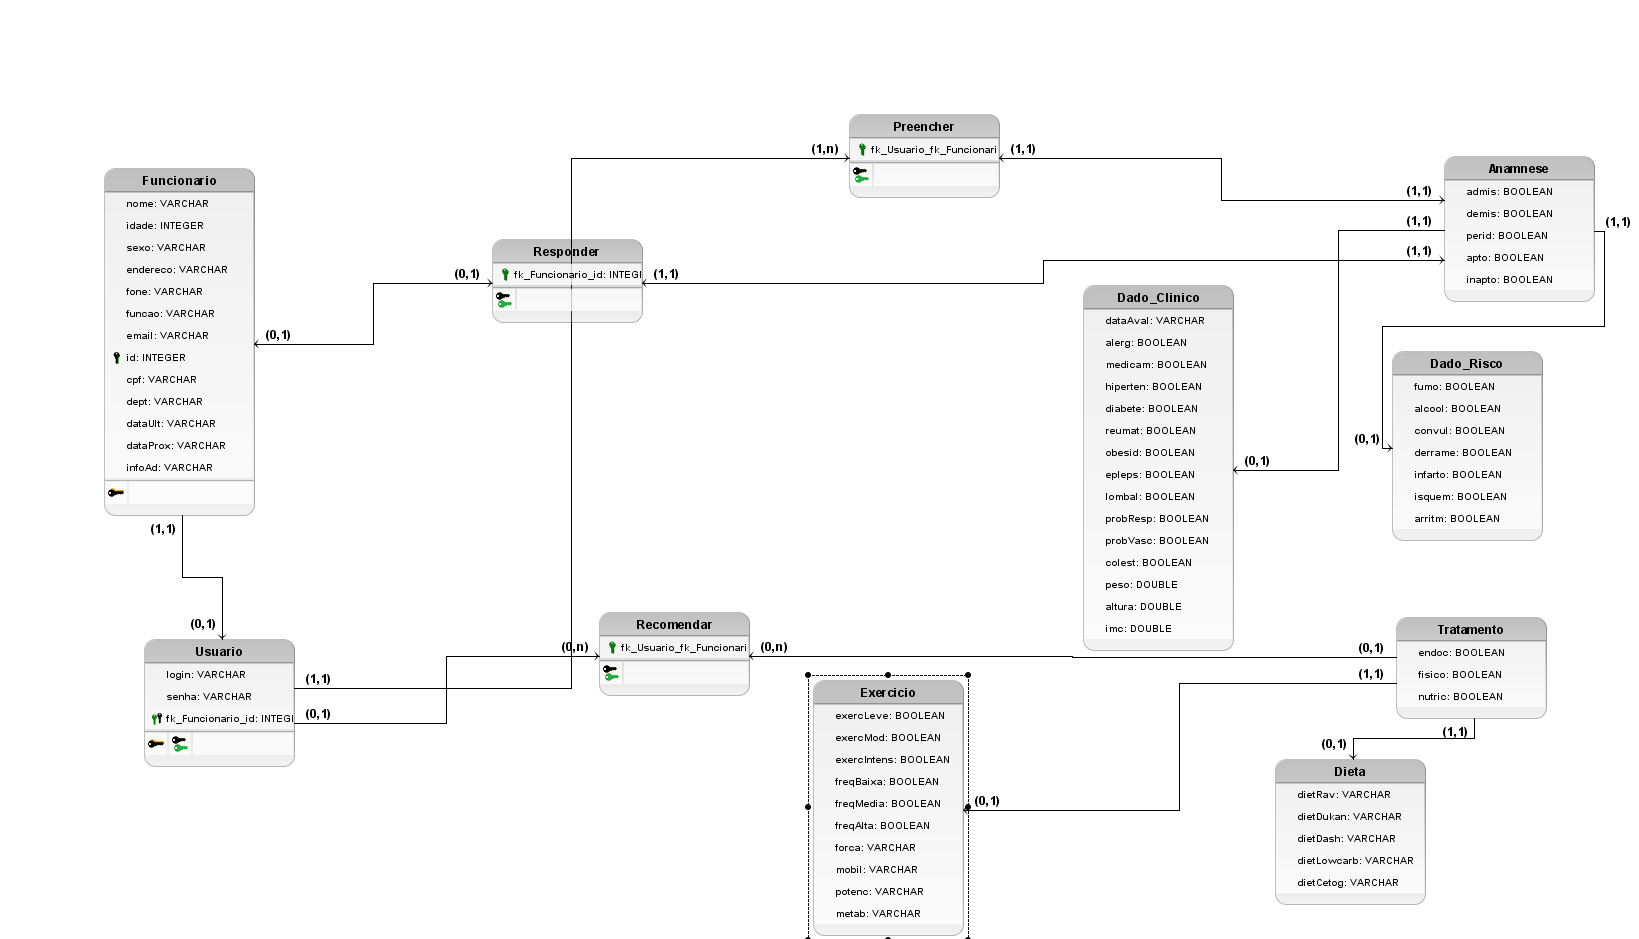 Preencher
fk_Usuario_fk_Funcionari
(1,n)
(1,1)
Anamnese
admis: BOOLEAN
demis: BOOLEAN
perid: BOOLEAN
apto: BOOLEAN
inapto: BOOLEAN
(1,1)
(1,1)
(1,1)
(1,1)
Funcionario
nome: VARCHAR
idade: INTEGER
sexo: VARCHAR
endereco: VARCHAR
fone: VARCHAR
funcao: VARCHAR
email: VARCHAR
id: INTEGER
cpf: VARCHAR
dept: VARCHAR
dataUlt: VARCHAR
dataProx: VARCHAR
infoAd: VARCHAR
(0,1)
(1,1)
Responder
fk_Funcionario_id: INTEG
(0,1)
(1,1)
Dado_Clinico
dataAval: VARCHAR
alerg: BOOLEAN
medicam: BOOLEAN
hiperten: BOOLEAN
diabete: BOOLEAN
reumat: BOOLEAN
obesid: BOOLEAN
epleps: BOOLEAN
lombal: BOOLEAN
probResp: BOOLEAN
probVasc: BOOLEAN
colest: BOOLEAN
peso: DOUBLE
altura: DOUBLE
imc: DOUBLE
(0,1)
Dado_Risco
fumo: BOOLEAN
alcool: BOOLEAN
convul: BOOLEAN
derrame: BOOLEAN
infarto: BOOLEAN
isquem: BOOLEAN
arritm: BOOLEAN
(0,1)
(0,1)
Usuario
login: VARCHAR
senha: VARCHAR
fk_Funcionario_id: INTEG
(1,1)
(0,1)
Recomendar
fk_Usuario_fk_Funcionari
(0,n)
(0,n)
Tratamento
endoc: BOOLEAN
fisico: BOOLEAN
nutric: BOOLEAN
(0,1)
(1,1)
(1,1)
Exercicio
exercLeve: BOOLEAN
exercMod: BOOLEAN
exercIntens: BOOLEAN
freqBaixa: BOOLEAN
freqMedia: BOOLEAN
freqAlta: BOOLEAN
forca: VARCHAR
mobil: VARCHAR
potenc: VARCHAR
metab: VARCHAR
(0,1)
(0,1)
Dieta
dietRav: VARCHAR
dietDukan: VARCHAR
dietDash: VARCHAR
dietLowcarb: VARCHAR
dietCetog: VARCHAR